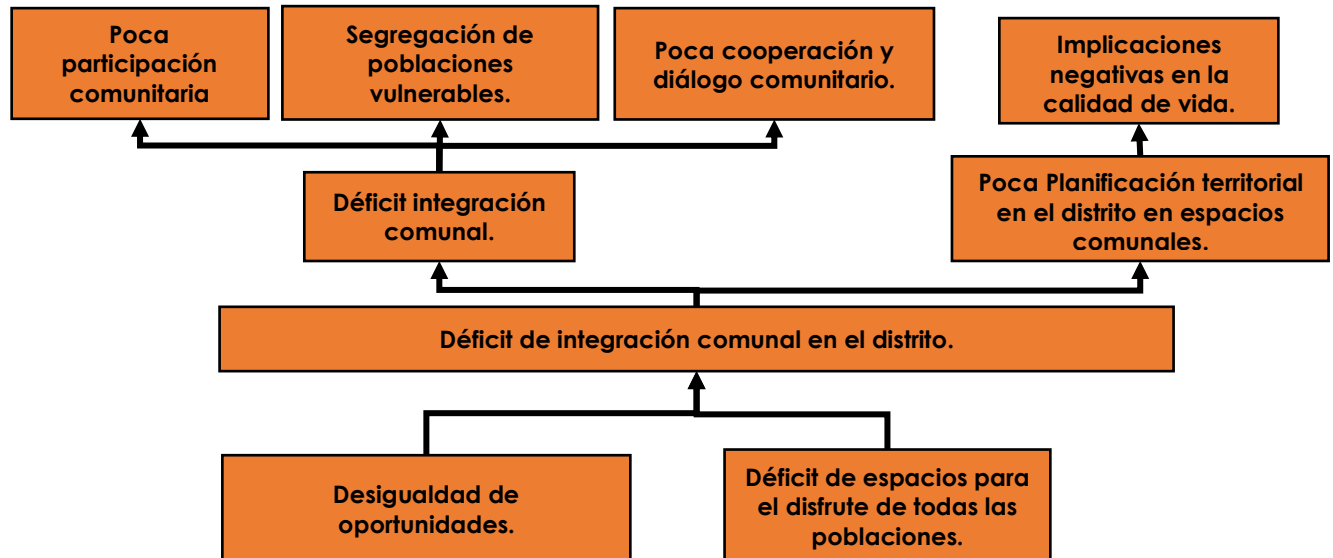 Poca
participación
comunitaria
Segregación de
poblaciones
vulnerables.
Poca cooperación y
diálogo comunitario.
Implicaciones
negativas en la
calidad de vida.
Déficit integración
comunal.
Poca Planificación territorial
en el distrito en espacios
comunales.
Déficit de integración comunal en el distrito.
Desigualdad de
oportunidades.
Déficit de espacios para
el disfrute de todas las
poblaciones.